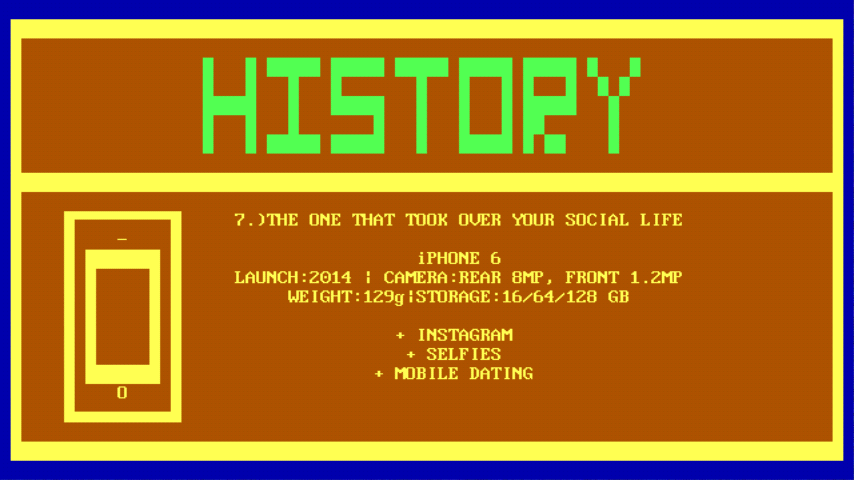 HISTORY
7.)THE ONE THAT TOOK OVER YOUR SOCIAL LIFE
iPHONE 6
LAUNCH:2014 | CAMERA:REAR 8MP, FRONT 1.2MP
WEIGHT:129g|STORAGE:16/64/128 GB
+ INSTAGRAM
+ SELFIES
+ MOBILE DATING